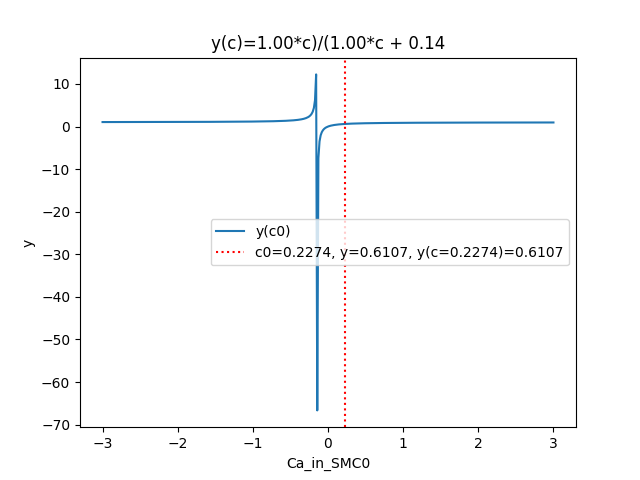 y(c)=1.00*c)/(1.00*c + 0.14
10
0
−10
−20
−30
−40
−50
−60
−70
y
y(c0)
c0=0.2274, y=0.6107, y(c=0.2274)=0.6107
−3 −2 −1 0 1 2 3
Ca_in_SMC0